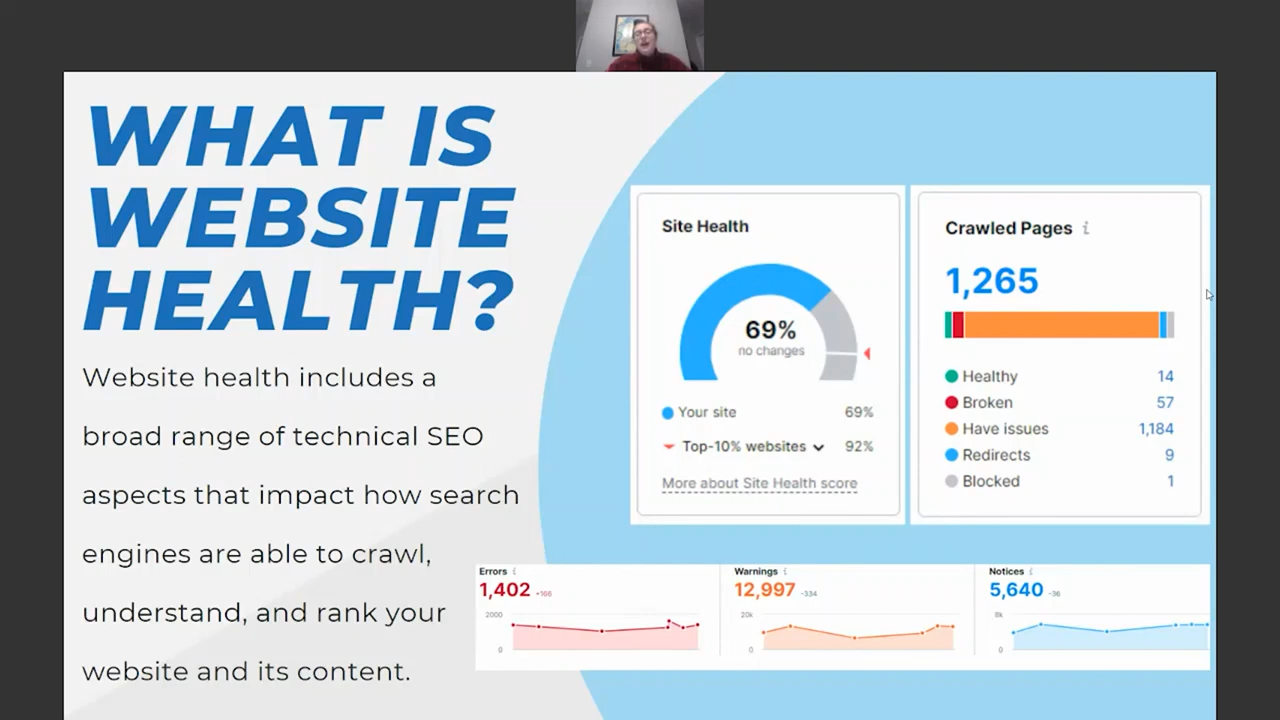 WHAT IS
WEBSITE
HEALTH?
Website health includes a
broad range of technical SEO
aspects that impact how search
engines are able to crawl,
understand, and rank your
website and its content.
Site Health
69%
no changes
Your site 69%
Top-10% websites 92%
More about Site Health score
Crawled Pages i
1,265
Healthy 14
Broken 57
Have issues 1,184
Redirects 9
Blocked 1
Errors i
1,402 +166
2000
0
Warnings i
12,997 -334
20k
0
Notices i
5,640 -36
8k
0